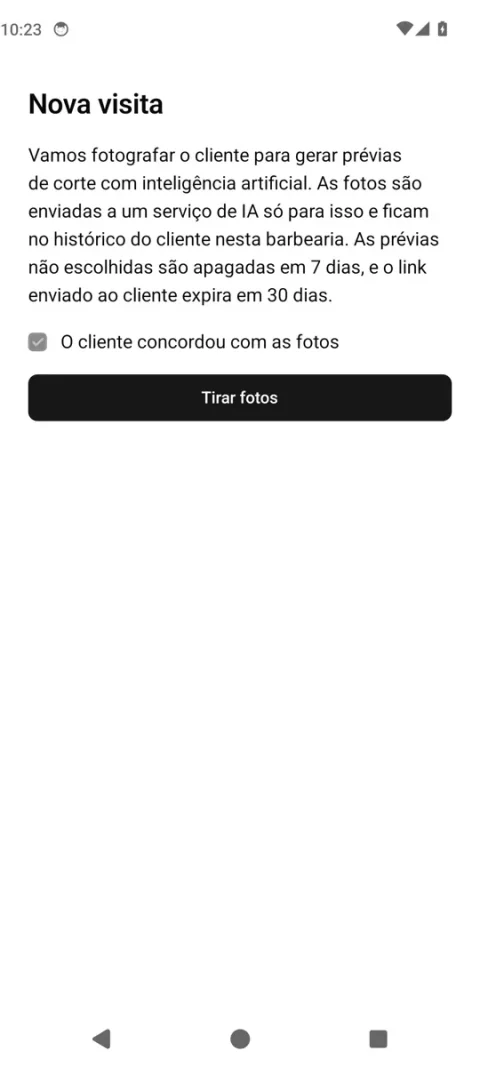 10:23
Nova visita
Vamos fotografar o cliente para gerar prévias
de corte com inteligência artificial. As fotos são
enviadas a um serviço de IA só para isso e ficam
no histórico do cliente nesta barbearia. As prévias
não escolhidas são apagadas em 7 dias, e o link
enviado ao cliente expira em 30 dias.
O cliente concordou com as fotos
Tirar fotos